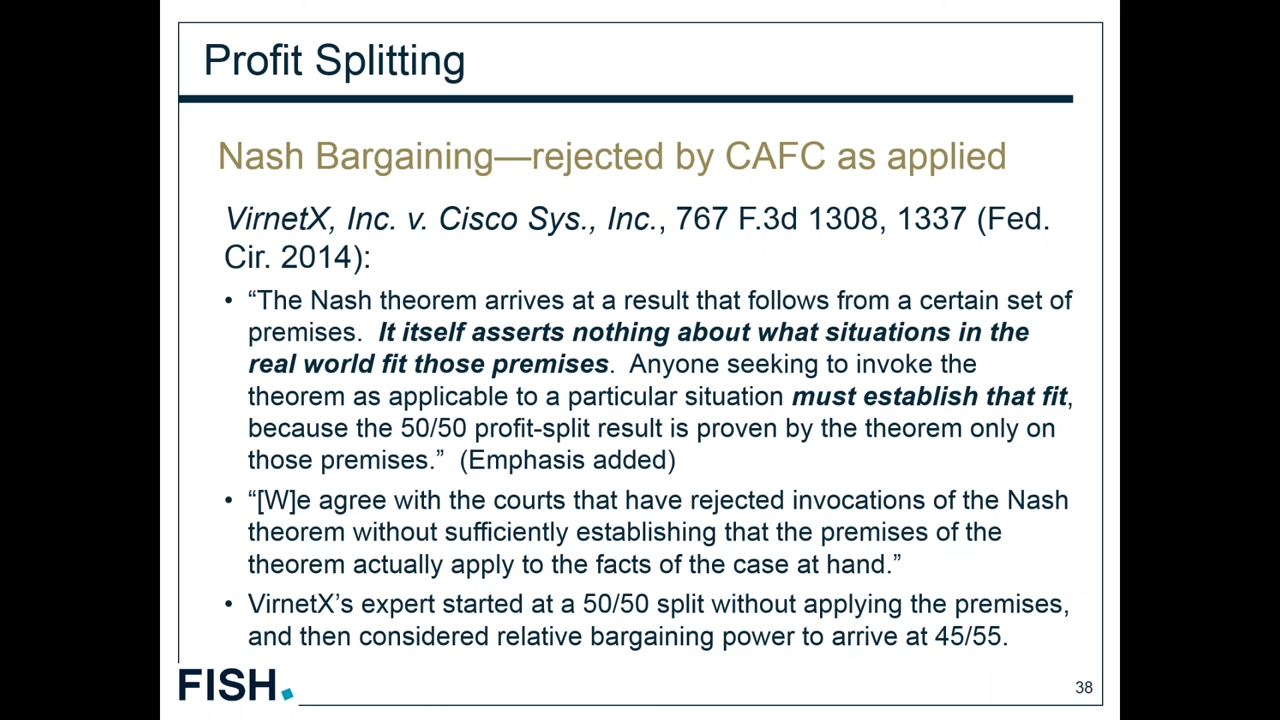 Profit Splitting
Nash Bargaining—rejected by CAFC as applied
VirnetX, Inc. v. Cisco Sys., Inc., 767 F.3d 1308, 1337 (Fed.
Cir. 2014):
• “The Nash theorem arrives at a result that follows from a certain set of
premises.  It itself asserts nothing about what situations in the
real world fit those premises.  Anyone seeking to invoke the
theorem as applicable to a particular situation must establish that fit,
because the 50/50 profit-split result is proven by the theorem only on
those premises.”  (Emphasis added)
• “[W]e agree with the courts that have rejected invocations of the Nash
theorem without sufficiently establishing that the premises of the
theorem actually apply to the facts of the case at hand.”
• VirnetX’s expert started at a 50/50 split without applying the premises,
and then considered relative bargaining power to arrive at 45/55.
FISH.
38